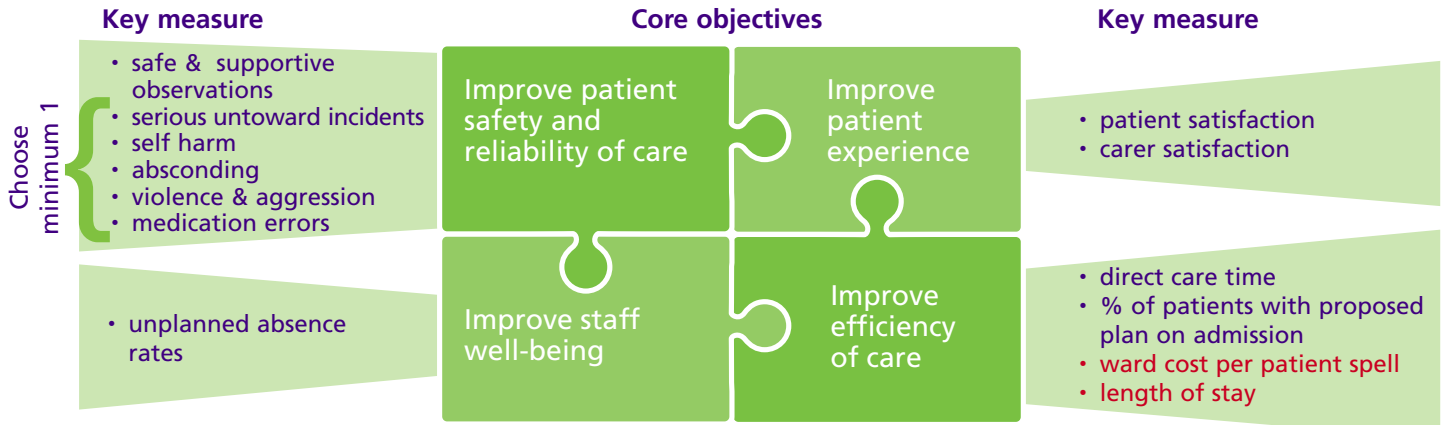 Key measure
Core objectives
Key measure
Choose
minimum 1
{
• safe & supportive
observations
• serious untoward incidents
• self harm
• absconding
• violence & aggression
• medication errors
Improve patient
safety and
reliability of care
Improve
patient
experience
• patient satisfaction
• carer satisfaction
• unplanned absence
rates
Improve staff
well-being
Improve
efficiency
of care
• direct care time
• % of patients with proposed
plan on admission
• ward cost per patient spell
• length of stay